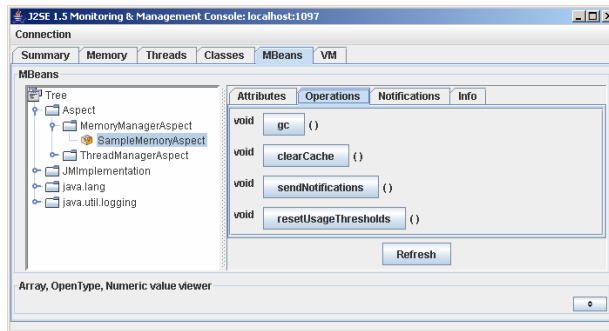 J2SE 1.5 Monitoring & Management Console: localhost:1097
Connection
Summary Memory Threads Classes MBeans VM
MBeans
Tree
Aspect
MemoryManagerAspect
SampleMemoryAspect
ThreadManagerAspect
JMImplementation
java.lang
java.util.logging
Attributes Operations Notifications Info
void gc ()
void clearCache ()
void sendNotifications ()
void resetUsageThresholds ()
Refresh
Array, OpenType, Numeric value viewer